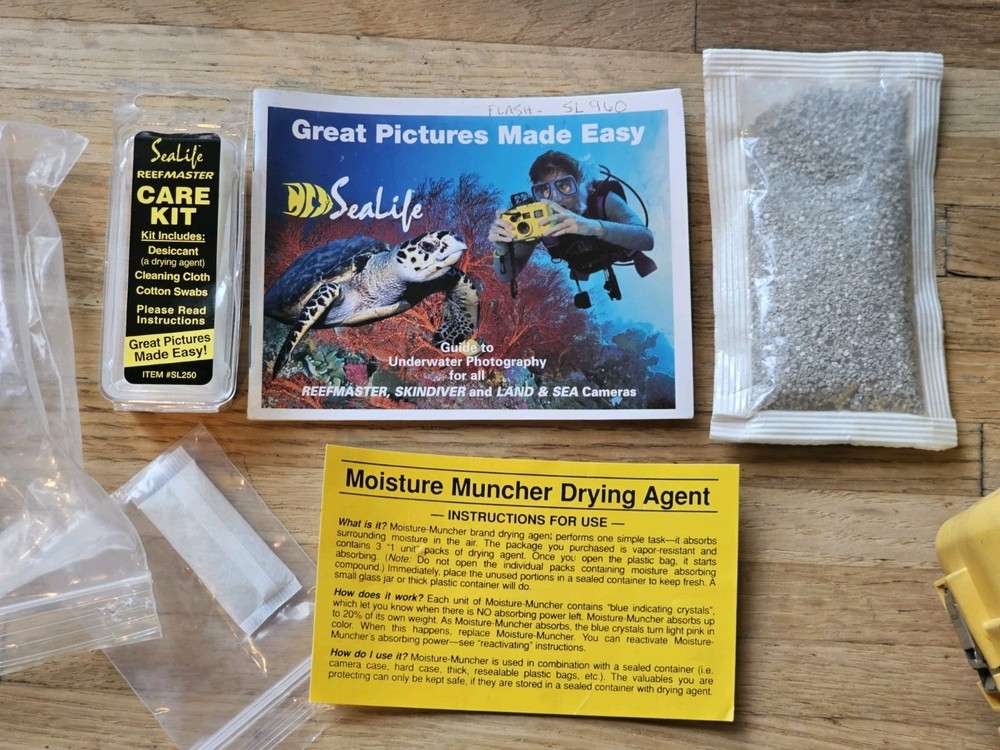 SeaLife
REEFMASTER
CARE
KIT
Kit Includes:
Desiccant
(a drying agent)
Cleaning Cloth
Cotton Swabs
Please Read
Instructions
Great Pictures
Made Easy!
ITEM #SL250
FLASH - SL960
Great Pictures Made Easy
SeaLife
Guide to
Underwater Photography
for all
REEFMASTER, SKINDIVER and LAND & SEA Cameras
Moisture Muncher Drying Agent
— INSTRUCTIONS FOR USE —
What is it? Moisture-Muncher brand drying agent performs one simple task—it absorbs
surrounding moisture in the air. The package you purchased is vapor-resistant and
contains 3 "1 unit" packs of drying agent. Once you open the plastic bag, it starts
absorbing. (Note: Do not open the individual packs containing moisture absorbing
compound.) Immediately, place the unused portions in a sealed container to keep fresh. A
small glass jar or thick plastic container will do.
How does it work? Each unit of Moisture-Muncher contains "blue indicating crystals",
which let you know when there is NO absorbing power left. Moisture-Muncher absorbs up
to 20% of its own weight. As Moisture-Muncher absorbs, the blue crystals turn light pink in
color. When this happens, replace Moisture-Muncher. You can reactivate Moisture-
Muncher's absorbing power—see "reactivating" instructions.
How do I use it? Moisture-Muncher is used in combination with a sealed container (i.e.
camera case, hard case, thick, resealable plastic bags, etc.). The valuables you are
protecting can only be kept safe, if they are stored in a sealed container with drying agent.